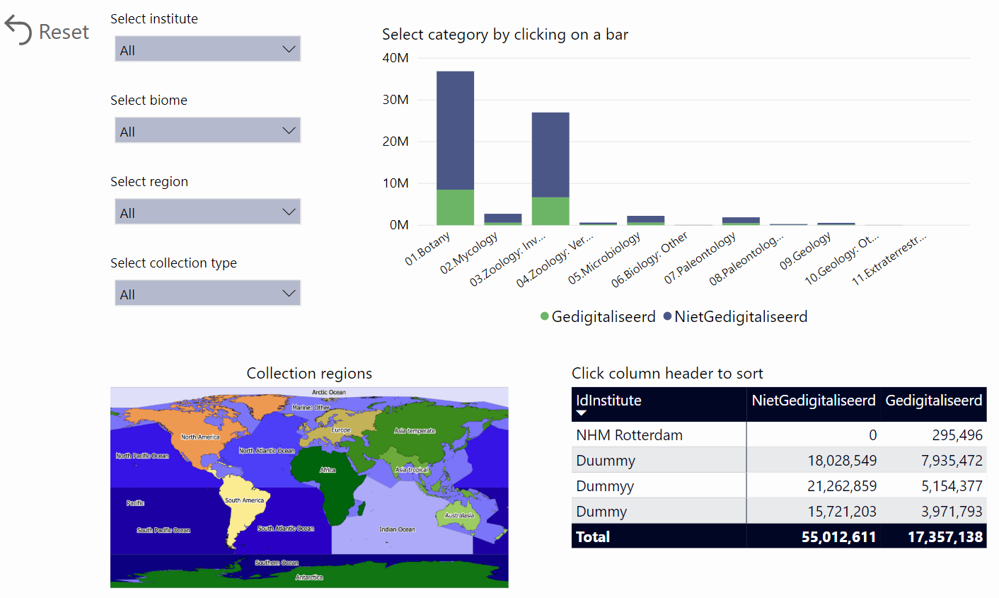 Reset
Select institute
All
Select biome
All
Select region
All
Select collection type
All
Select category by clicking on a bar
40M
30M
20M
10M
0M
01.Botany
02.Mycology
03.Zoology: Inv...
04.Zoology: Ver...
05.Microbiology
06.Biology: Other
07.Paleontology
08.Paleontolog...
09.Geology
10.Geology: Ot...
11.Extraterrestr...
Gedigitaliseerd NietGedigitaliseerd
Collection regions
Arctic Ocean
Marine: Other
Europe
Asia temperate
North America
North Pacific Ocean
North Atlantic Ocean
Africa
Asia tropical
Pacific
South America
Australasia
South Pacific Ocean
South Atlantic Ocean
Indian Ocean
Southern Ocean
Antarctica
Click column header to sort
IdInstitute NietGedigitaliseerd Gedigitaliseerd
NHM Rotterdam 0 295,496
Duummy 18,028,549 7,935,472
Dummyy 21,262,859 5,154,377
Dummy 15,721,203 3,971,793
Total 55,012,611 17,357,138